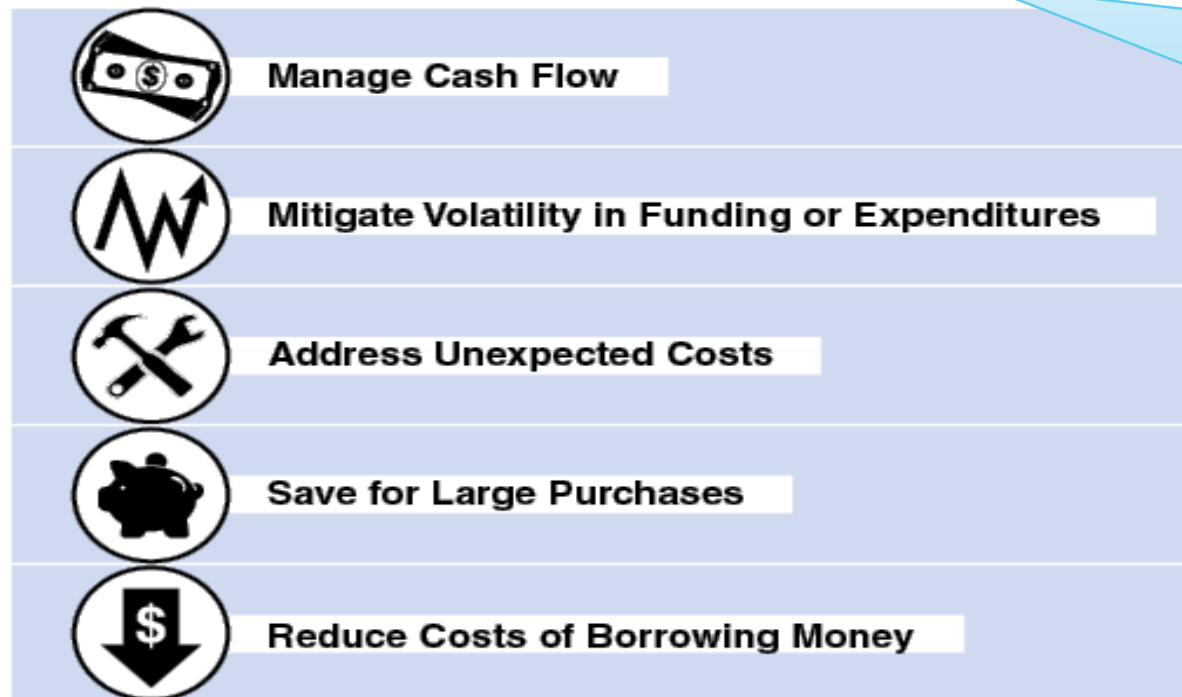 Manage Cash Flow
Mitigate Volatility in Funding or Expenditures
Address Unexpected Costs
Save for Large Purchases
$
Reduce Costs of Borrowing Money